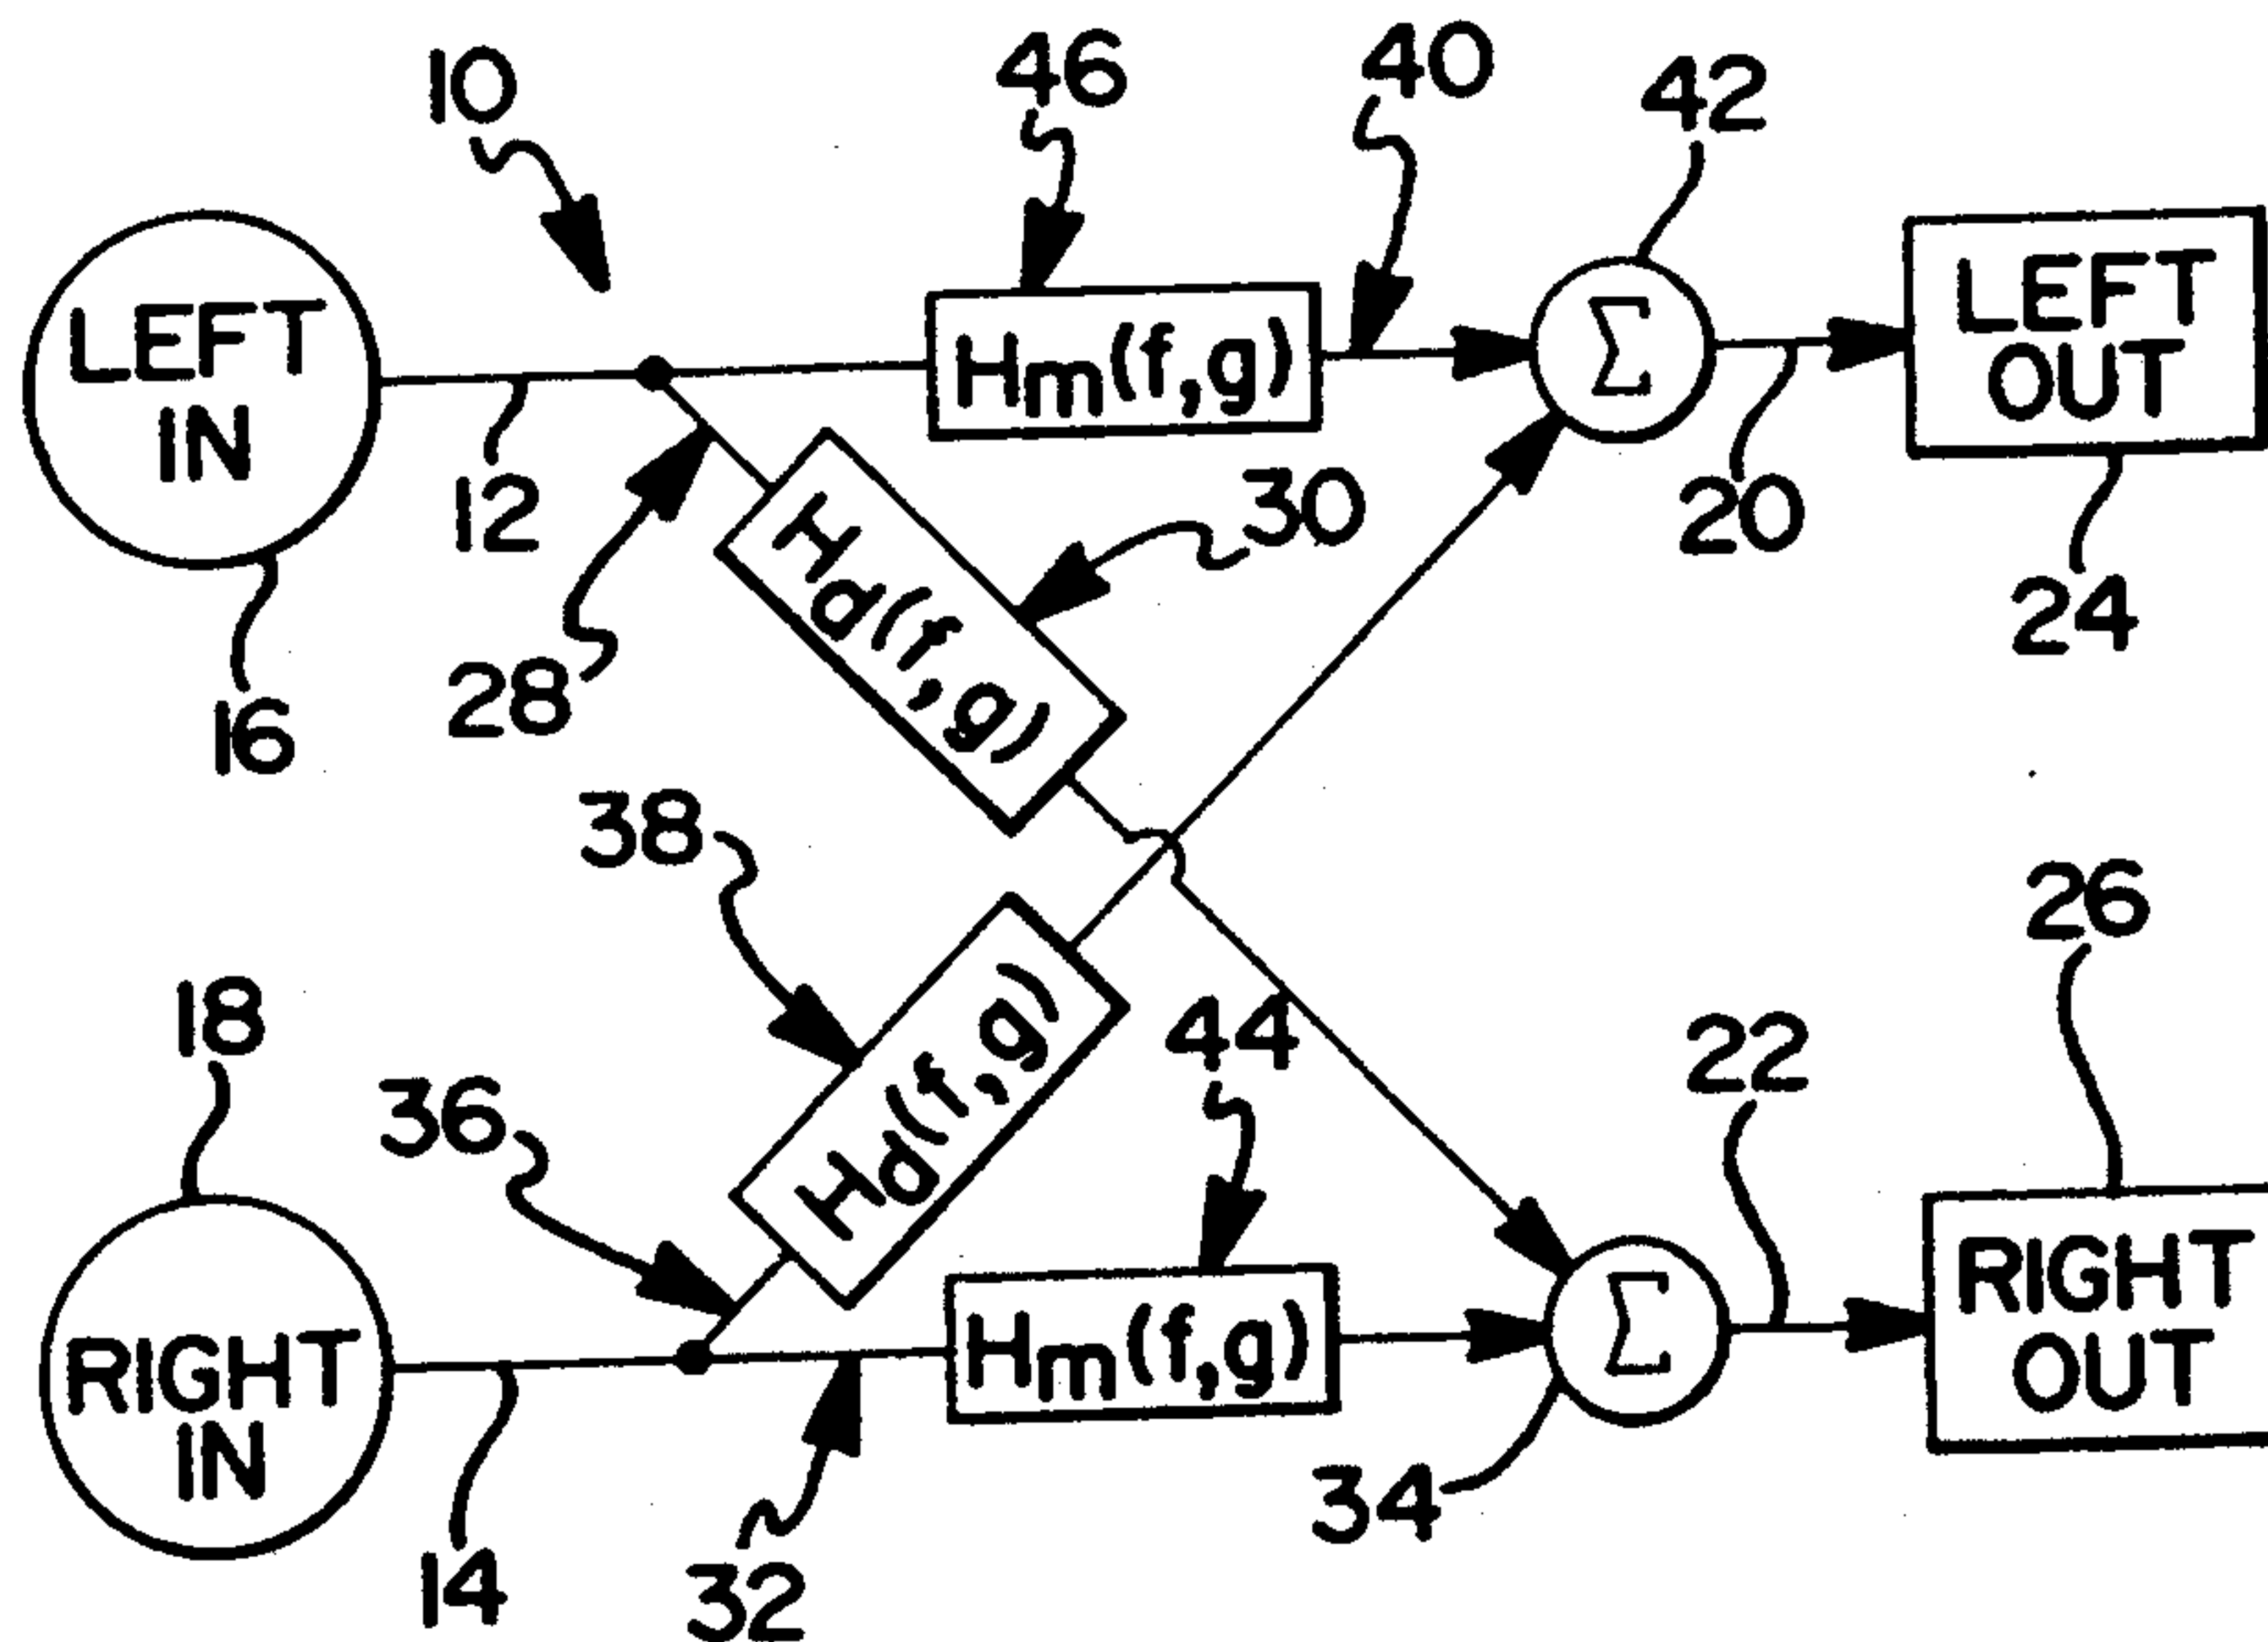 10
46
40
42
LEFT
IN
Hm(f,g)
Σ
LEFT
OUT
12
30
20
24
Hd(f,g)
28
16
38
26
18
44
22
36
Hd(f,g)
RIGHT
IN
Hm(f,g)
Σ
RIGHT
OUT
34
14
32